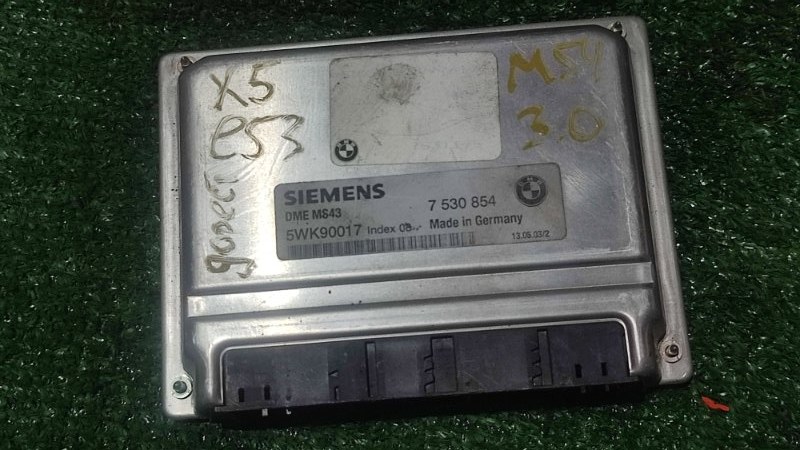 X5
E53
дорест
M54
3.0
SIEMENS
DME MS43
7 530 854
5WK90017 Index
Made in Germany
13.05.03/2